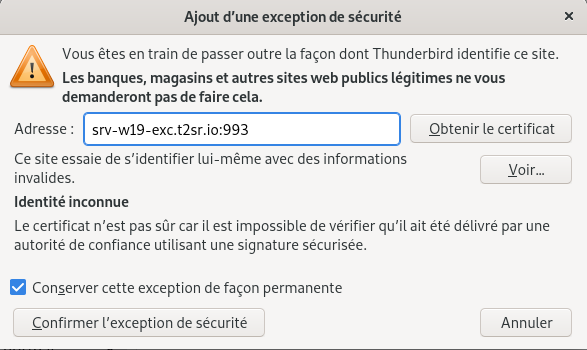 Ajout d'une exception de sécurité
Vous êtes en train de passer outre la façon dont Thunderbird identifie ce site.
Les banques, magasins et autres sites web publics légitimes ne vous
demanderont pas de faire cela.
Adresse : srv-w19-exc.t2sr.io:993 Obtenir le certificat
Ce site essaie de s'identifier lui-même avec des informations
invalides.
Voir...
Identité inconnue
Le certificat n'est pas sûr car il est impossible de vérifier qu'il ait été délivré par une
autorité de confiance utilisant une signature sécurisée.
Conserver cette exception de façon permanente
Confirmer l'exception de sécurité Annuler